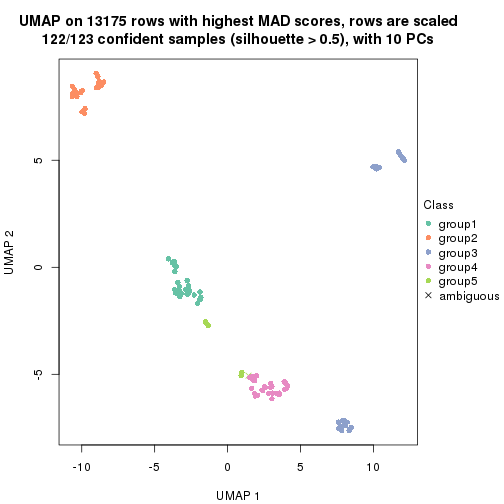 UMAP on 13175 rows with highest MAD scores, rows are scaled
122/123 confident samples (silhouette > 0.5), with 10 PCs
5
0
-5
UMAP 2
-10
-5
0
5
10
UMAP 1
Class
group1
group2
group3
group4
group5
ambiguous